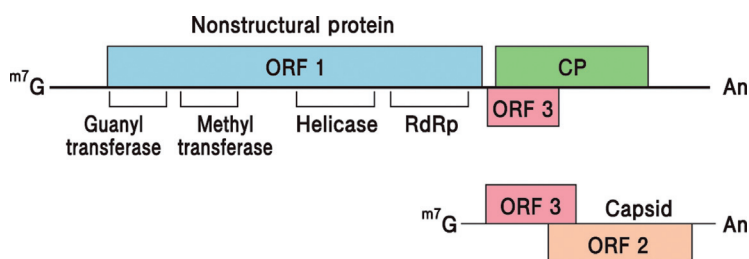 Nonstructural protein
ORF 1
CP
m7G
An
ORF 3
Guanyl
transferase
Methyl
transferase
Helicase
RdRp
ORF 3
Capsid
m7G
An
ORF 2